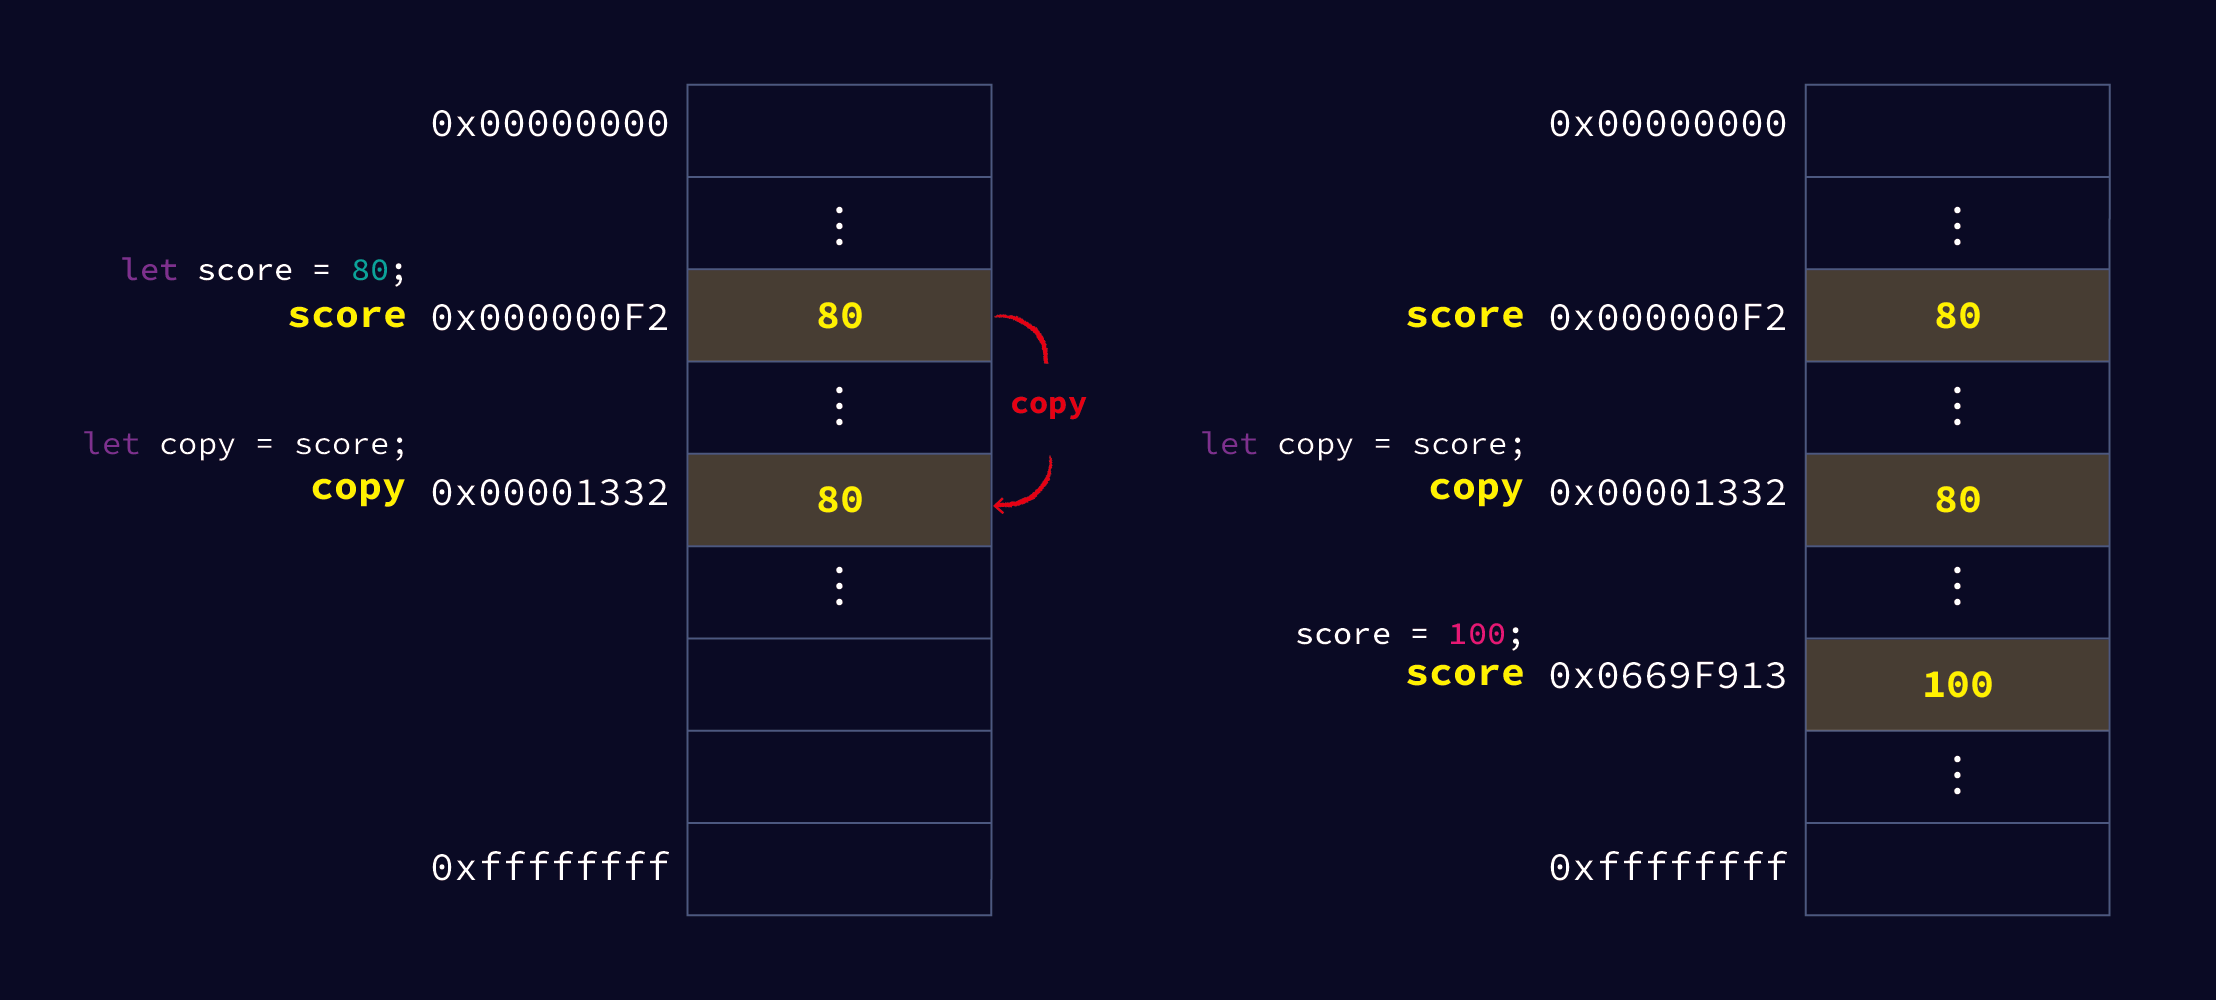 0x00000000
let score = 80;
score 0x000000F2 80
copy
let copy = score;
copy 0x00001332 80
0xffffffff
0x00000000
score 0x000000F2 80
let copy = score;
copy 0x00001332 80
score = 100;
score 0x0669F913 100
0xffffffff